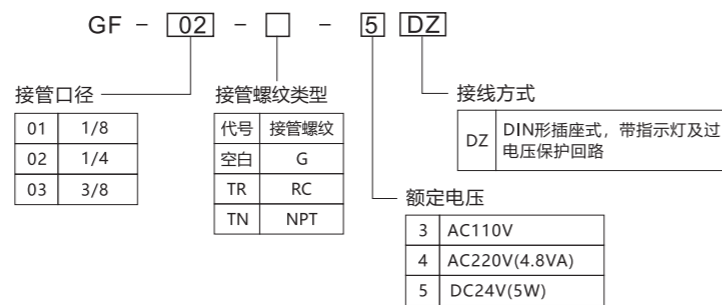 GF - 02 - □ - 5 DZ
接管口径
01 1/8
02 1/4
03 3/8
接管螺纹类型
代号 接管螺纹
空白 G
TR RC
TN NPT
接线方式
DZ DIN形插座式，带指示灯及过
电压保护回路
额定电压
3 AC110V
4 AC220V(4.8VA)
5 DC24V(5W)